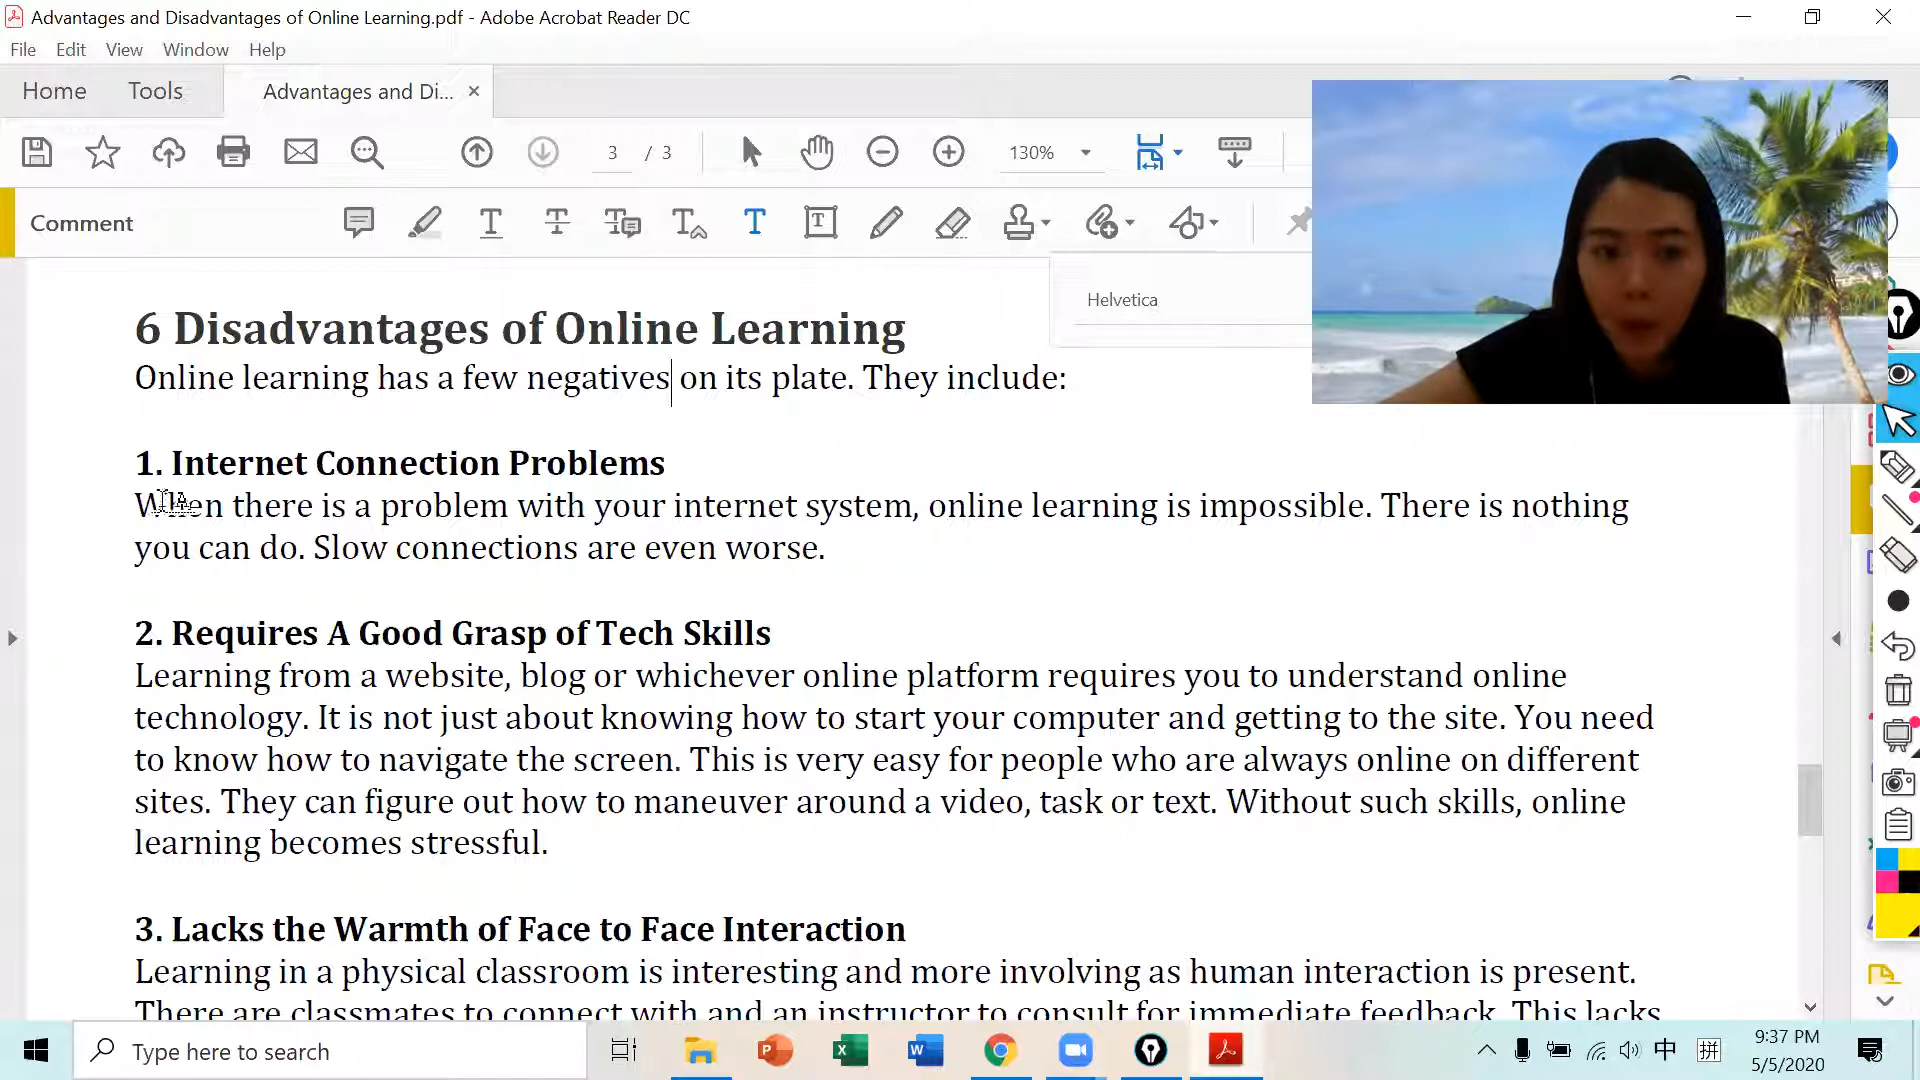 Advantages and Disadvantages of Online Learning.pdf - Adobe Acrobat Reader DC
File Edit View Window Help
Home Tools Advantages and Di... ×
3 / 3 130%
Comment
Helvetica
6 Disadvantages of Online Learning
Online learning has a few negatives on its plate. They include:
1. Internet Connection Problems
When there is a problem with your internet system, online learning is impossible. There is nothing
you can do. Slow connections are even worse.
2. Requires A Good Grasp of Tech Skills
Learning from a website, blog or whichever online platform requires you to understand online
technology. It is not just about knowing how to start your computer and getting to the site. You need
to know how to navigate the screen. This is very easy for people who are always online on different
sites. They can figure out how to maneuver around a video, task or text. Without such skills, online
learning becomes stressful.
3. Lacks the Warmth of Face to Face Interaction
Learning in a physical classroom is interesting and more involving as human interaction is present.
There are classmates to connect with and an instructor to consult for immediate feedback. This lacks
Type here to search
中 拼 9:37 PM
5/5/2020